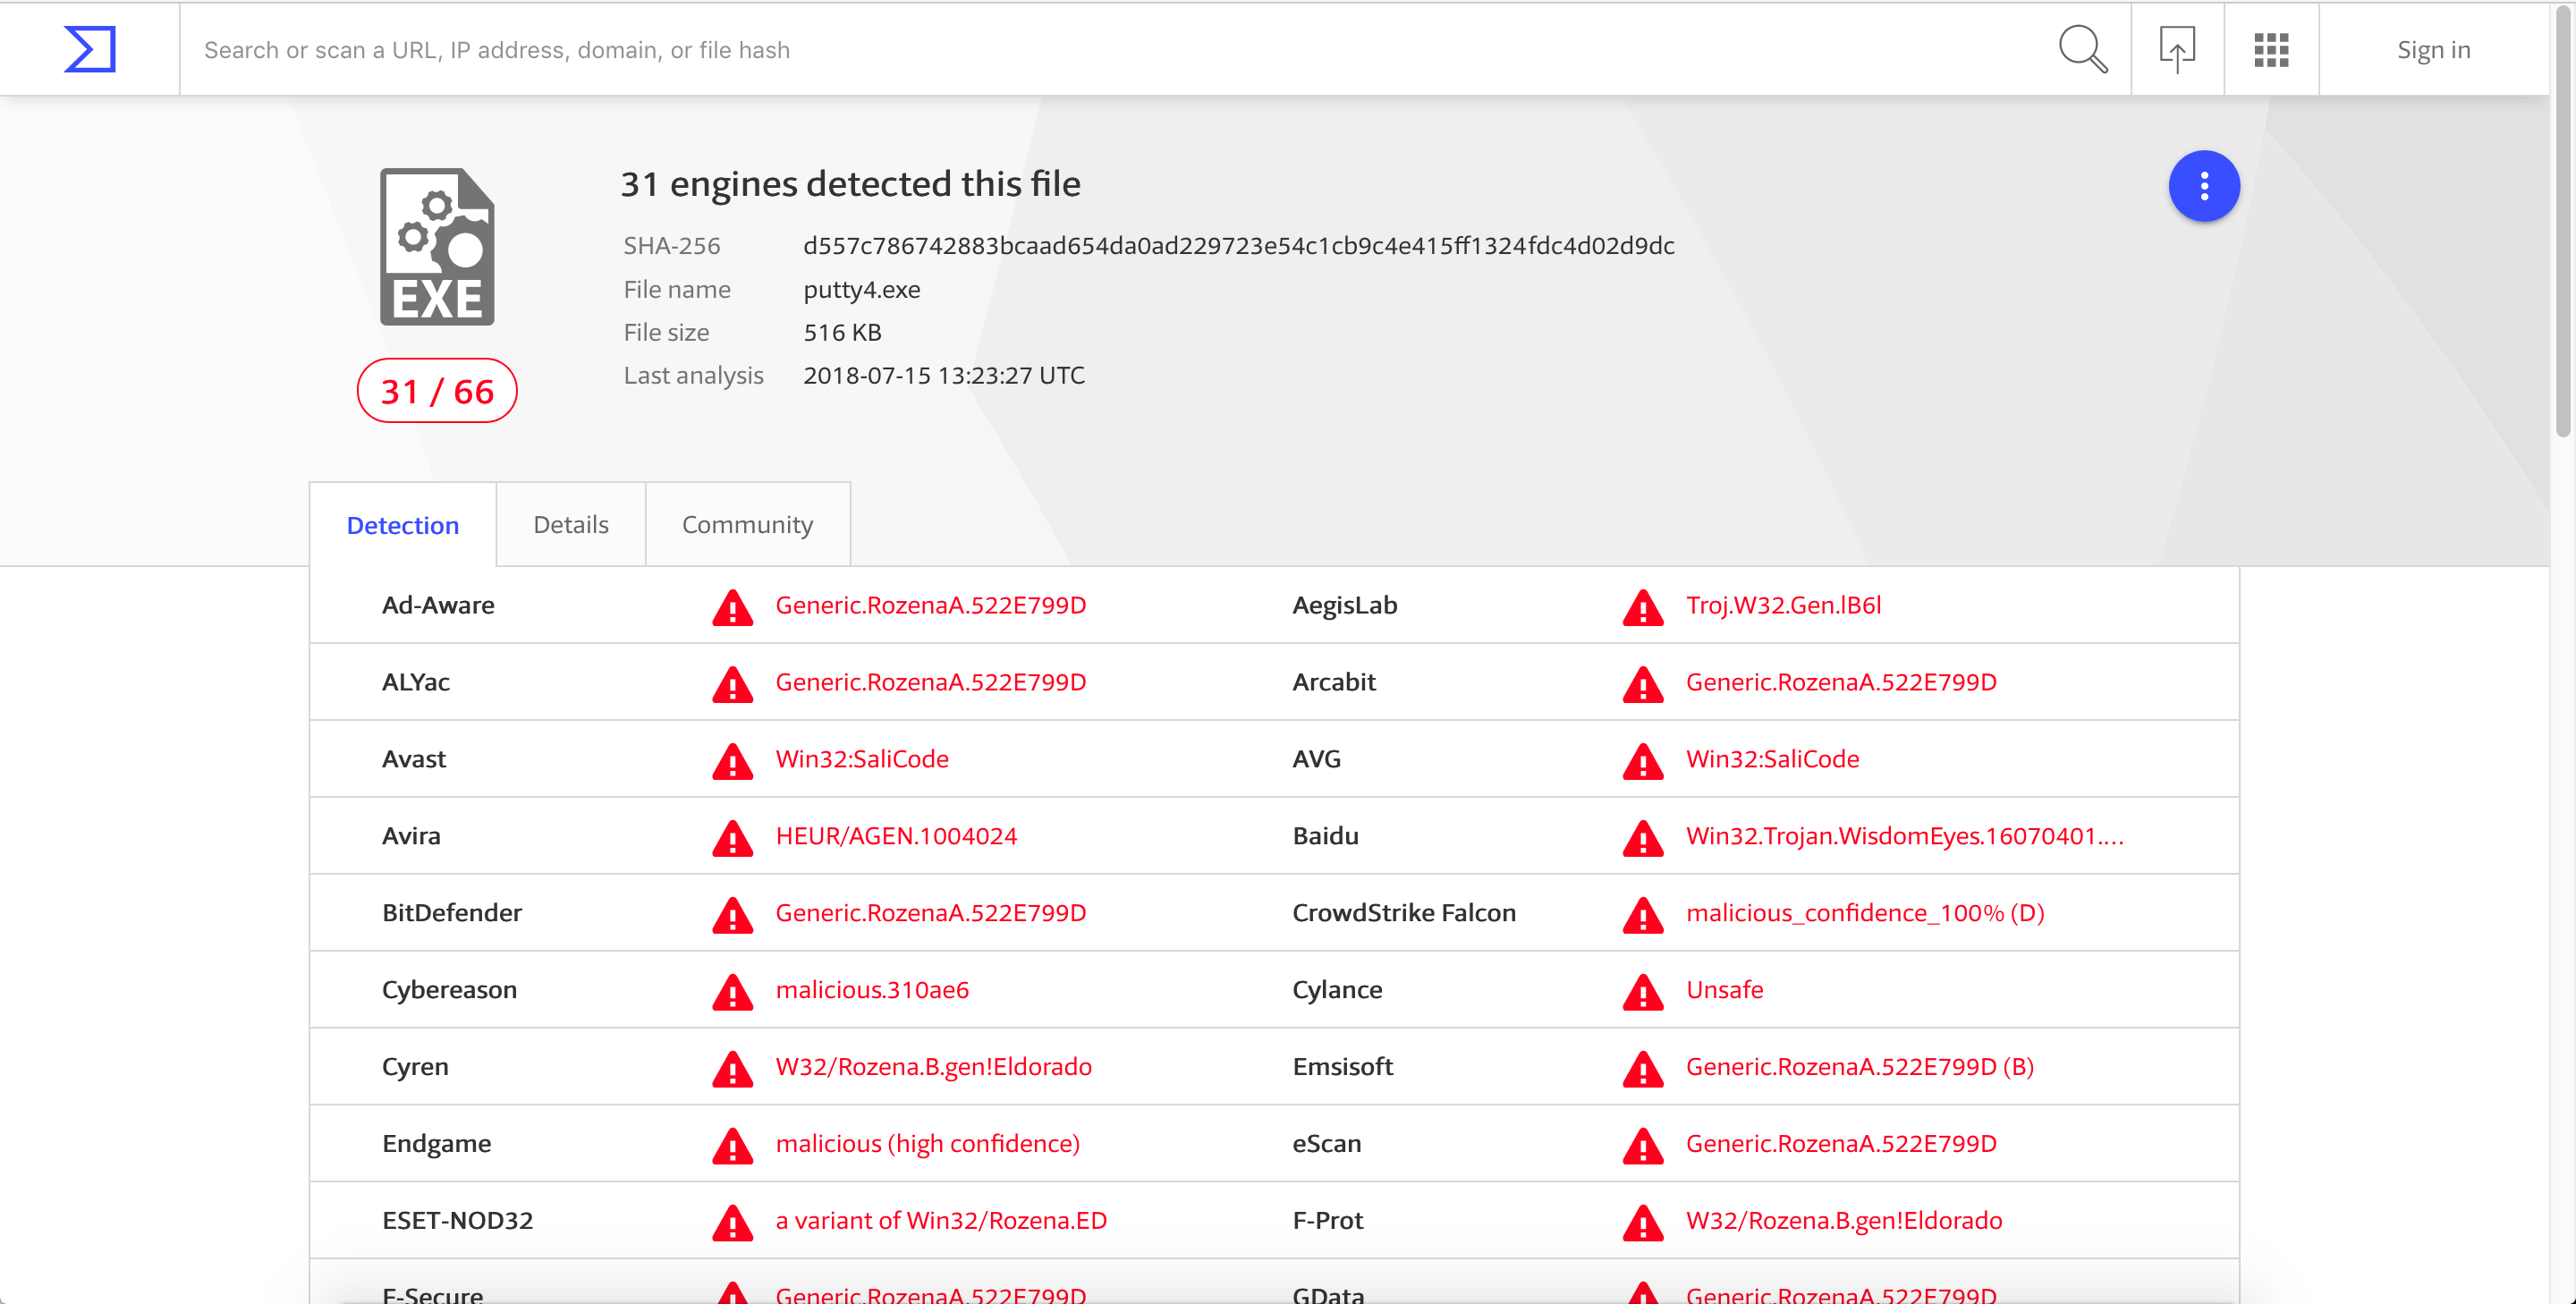 Search or scan a URL, IP address, domain, or file hash
Sign in
31 engines detected this file
SHA-256 d557c786742883bcaad654da0ad229723e54c1cb9c4e415ff1324fdc4d02d9dc
File name putty4.exe
File size 516 KB
Last analysis 2018-07-15 13:23:27 UTC
EXE
31 / 66
Detection Details Community
Ad-Aware Generic.RozenaA.522E799D AegisLab Troj.W32.Gen.lB6l
ALYac Generic.RozenaA.522E799D Arcabit Generic.RozenaA.522E799D
Avast Win32:SaliCode AVG Win32:SaliCode
Avira HEUR/AGEN.1004024 Baidu Win32.Trojan.WisdomEyes.16070401....
BitDefender Generic.RozenaA.522E799D CrowdStrike Falcon malicious_confidence_100% (D)
Cybereason malicious.310ae6 Cylance Unsafe
Cyren W32/Rozena.B.gen!Eldorado Emsisoft Generic.RozenaA.522E799D (B)
Endgame malicious (high confidence) eScan Generic.RozenaA.522E799D
ESET-NOD32 a variant of Win32/Rozena.ED F-Prot W32/Rozena.B.gen!Eldorado
F-Secure Generic.RozenaA.522E799D GData Generic.RozenaA.522E799D